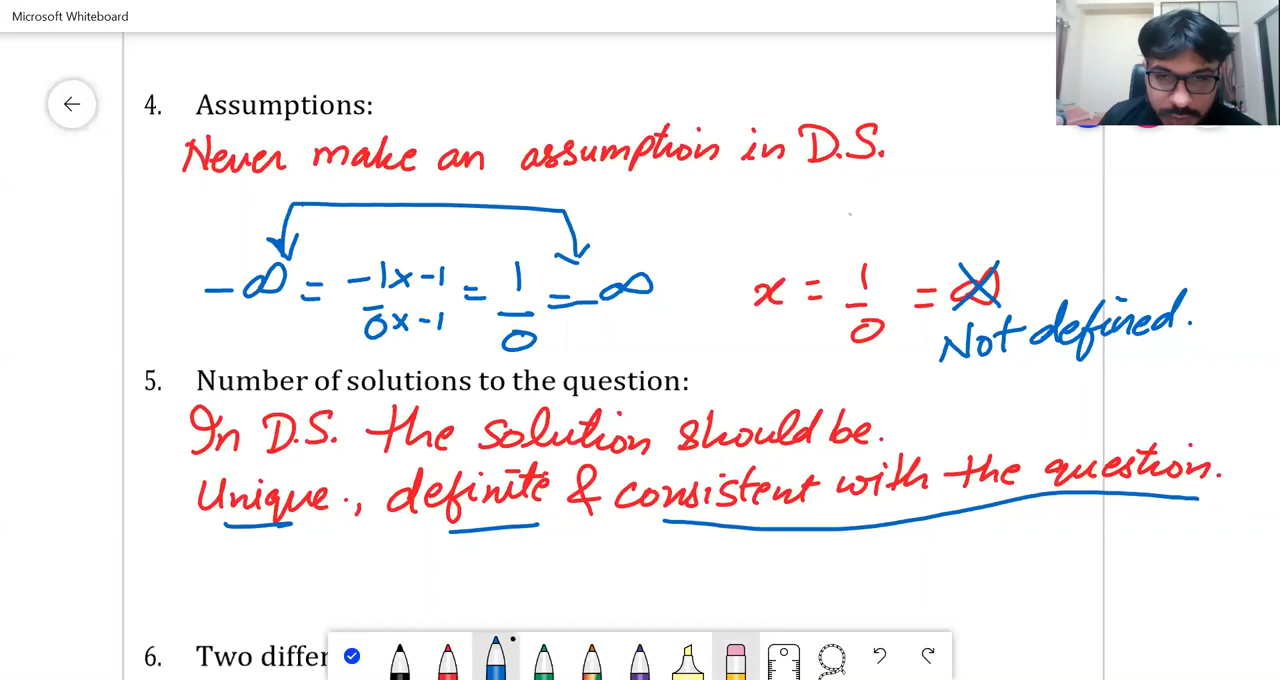 Microsoft Whiteboard
4. Assumptions:
Never make an assumption in D.S.
-∞ = -1x-1 / 0x-1 = 1/0 = -∞
x = 1/0 = ∞
Not defined.
5. Number of solutions to the question:
In D.S. the solution should be.
Unique., definite & consistent with the question.
6. Two differ